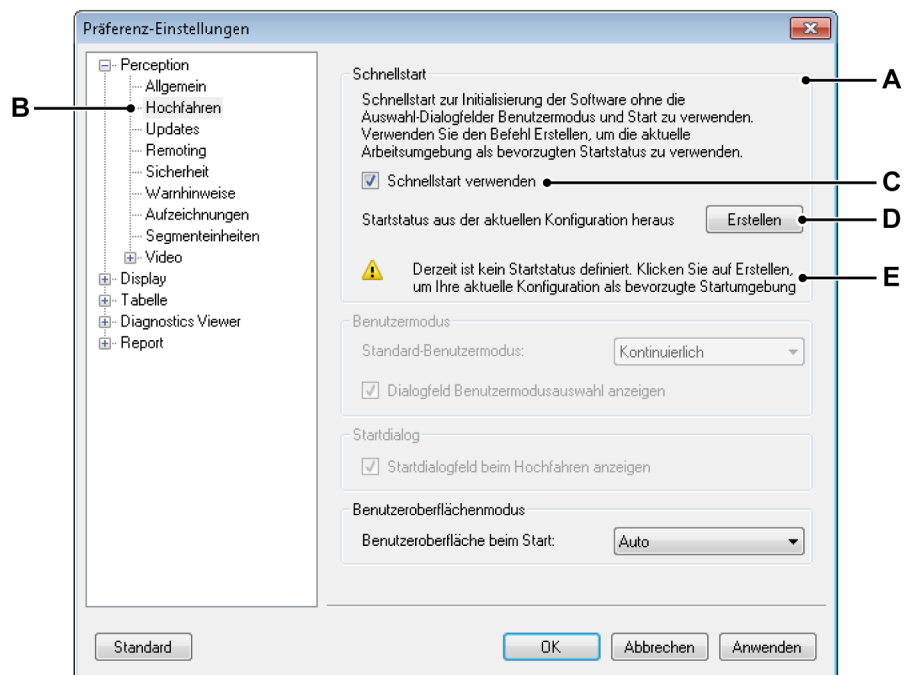 Präferenz-Einstellungen
Perception
Allgemein
Hochfahren
Updates
Remoting
Sicherheit
Warnhinweise
Aufzeichnungen
Segmenteinheiten
Video
Display
Tabelle
Diagnostics Viewer
Report
B
Schnellstart
A
Schnellstart zur Initialisierung der Software ohne die
Auswahl-Dialogfelder Benutzermodus und Start zu verwenden.
Verwenden Sie den Befehl Erstellen, um die aktuelle
Arbeitsumgebung als bevorzugten Startstatus zu verwenden.
Schnellstart verwenden
C
Startstatus aus der aktuellen Konfiguration heraus
Erstellen
D
Derzeit ist kein Startstatus definiert. Klicken Sie auf Erstellen,
um Ihre aktuelle Konfiguration als bevorzugte Startumgebung
E
Benutzermodus
Standard-Benutzermodus:
Kontinuierlich
Dialogfeld Benutzermodusauswahl anzeigen
Startdialog
Startdialogfeld beim Hochfahren anzeigen
Benutzeroberflächenmodus
Benutzeroberfläche beim Start:
Auto
Standard
OK
Abbrechen
Anwenden